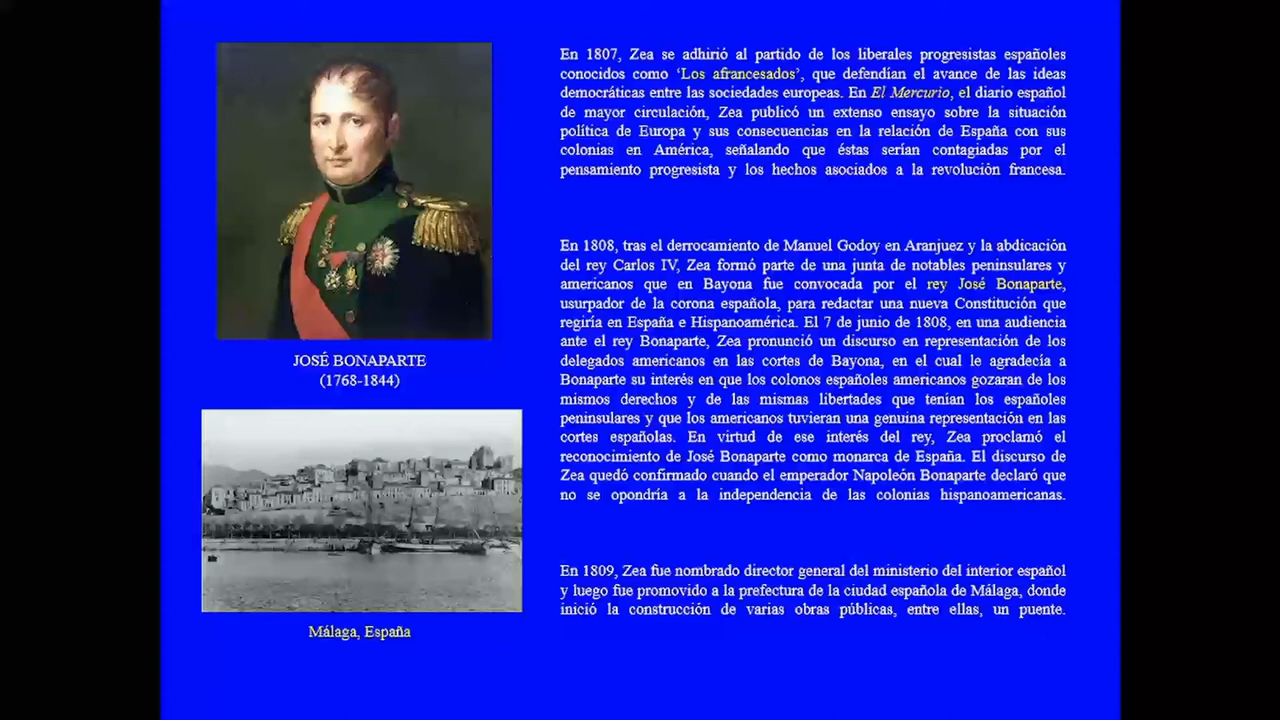 JOSÉ BONAPARTE
(1768-1844)
Málaga, España
En 1807, Zea se adhirió al partido de los liberales progresistas españoles
conocidos como ‘Los afrancesados’, que defendían el avance de las ideas
democráticas entre las sociedades europeas. En El Mercurio, el diario español
de mayor circulación, Zea publicó un extenso ensayo sobre la situación
política de Europa y sus consecuencias en la relación de España con sus
colonias en América, señalando que éstas serían contagiadas por el
pensamiento progresista y los hechos asociados a la revolución francesa.
En 1808, tras el derrocamiento de Manuel Godoy en Aranjuez y la abdicación
del rey Carlos IV, Zea formó parte de una junta de notables peninsulares y
americanos que en Bayona fue convocada por el rey José Bonaparte,
usurpador de la corona española, para redactar una nueva Constitución que
regiría en España e Hispanoamérica. El 7 de junio de 1808, en una audiencia
ante el rey Bonaparte, Zea pronunció un discurso en representación de los
delegados americanos en las cortes de Bayona, en el cual le agradecía a
Bonaparte su interés en que los colonos españoles americanos gozaran de los
mismos derechos y de las mismas libertades que tenían los españoles
peninsulares y que los americanos tuvieran una genuina representación en las
cortes españolas. En virtud de ese interés del rey, Zea proclamó el
reconocimiento de José Bonaparte como monarca de España. El discurso de
Zea quedó confirmado cuando el emperador Napoleón Bonaparte declaró que
no se opondría a la independencia de las colonias hispanoamericanas.
En 1809, Zea fue nombrado director general del ministerio del interior español
y luego fue promovido a la prefectura de la ciudad española de Málaga, donde
inició la construcción de varias obras públicas, entre ellas, un puente.